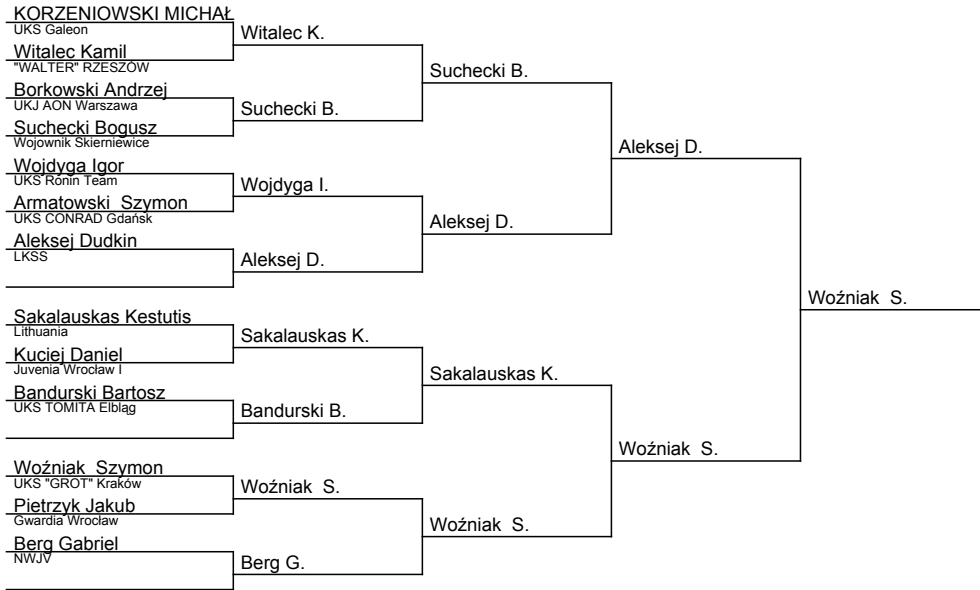 KORZENIOWSKI MICHAŁ
UKS Galeon
Witalec Kamil
"WALTER" RZESZÓW
Borkowski Andrzej
UKJ AON Warszawa
Suchecki Bogusz
Wojownik Skierniewice
Wojdyga Igor
UKS Ronin Team
Armatowski  Szymon
UKS CONRAD Gdańsk
Aleksej Dudkin
LKSS
Sakalauskas Kestutis
Lithuania
Kuciej Daniel
Juvenia Wrocław I
Bandurski Bartosz
UKS TOMITA Elbląg
Woźniak  Szymon
UKS "GROT" Kraków
Pietrzyk Jakub
Gwardia Wrocław
Berg Gabriel
NWJV
Witalec K.
Suchecki B.
Wojdyga I.
Aleksej D.
Sakalauskas K.
Bandurski B.
Woźniak  S.
Berg G.
Suchecki B.
Aleksej D.
Sakalauskas K.
Woźniak  S.
Aleksej D.
Woźniak  S.
Woźniak  S.